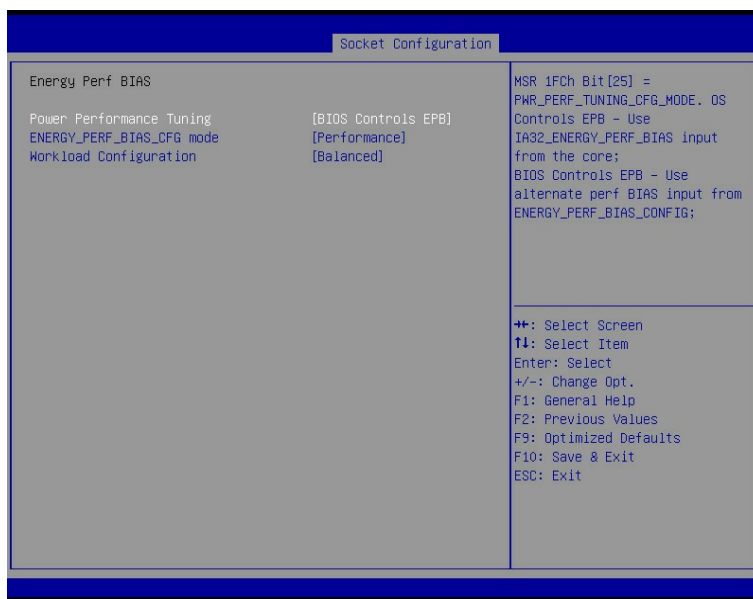 Socket Configuration
Energy Perf BIAS
Power Performance Tuning [BIOS Controls EPB]
ENERGY_PERF_BIAS_CFG mode [Performance]
Workload Configuration [Balanced]
MSR 1FCh Bit[25] =
PWR_PERF_TUNING_CFG_MODE. OS
Controls EPB - Use
IA32_ENERGY_PERF_BIAS input
from the core;
BIOS Controls EPB - Use
alternate perf BIAS input from
ENERGY_PERF_BIAS_CONFIG;
→←: Select Screen
↑↓: Select Item
Enter: Select
+/-: Change Opt.
F1: General Help
F2: Previous Values
F9: Optimized Defaults
F10: Save & Exit
ESC: Exit